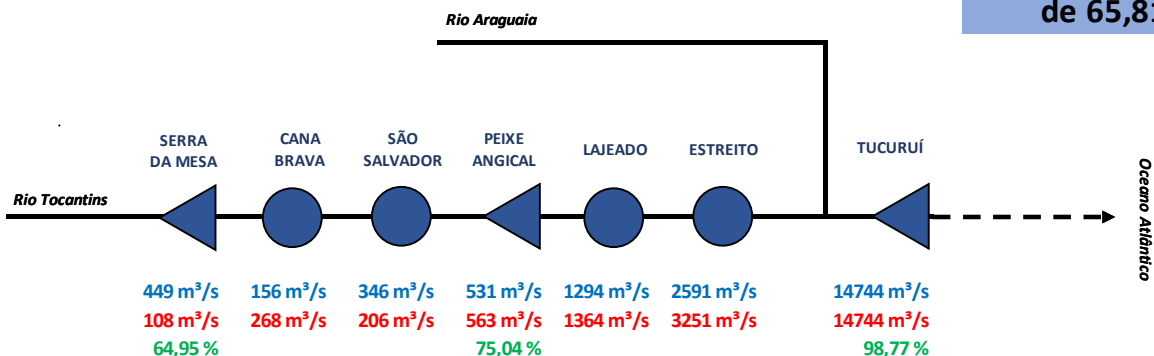 de 65,81
Rio Araguaia
SERRA
DA MESA
CANA
BRAVA
SÃO
SALVADOR
PEIXE
ANGICAL
LAJEADO
ESTREITO
TUCURUÍ
Rio Tocantins
Oceano Atlântico
449 m³/s 156 m³/s 346 m³/s 531 m³/s 1294 m³/s 2591 m³/s 14744 m³/s
108 m³/s 268 m³/s 206 m³/s 563 m³/s 1364 m³/s 3251 m³/s 14744 m³/s
64,95 % 75,04 % 98,77 %